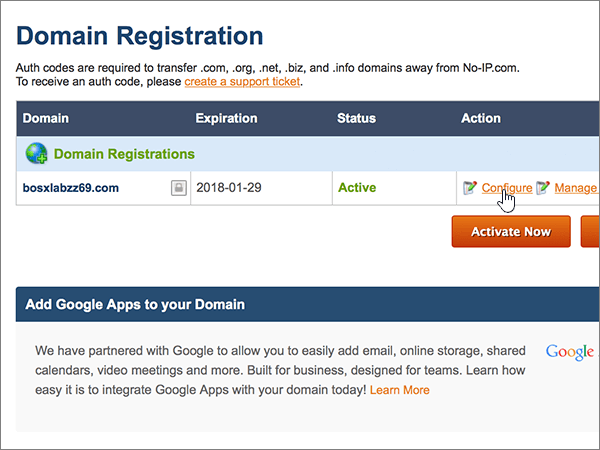 Domain Registration
Auth codes are required to transfer .com, .org, .net, .biz, and .info domains away from No-IP.com.
To receive an auth code, please create a support ticket.
Domain Expiration Status Action
Domain Registrations
bosxlabzz69.com 2018-01-29 Active Configure Manage
Activate Now
Add Google Apps to your Domain
We have partnered with Google to allow you to easily add email, online storage, shared
calendars, video meetings and more. Built for business, designed for teams. Learn how
easy it is to integrate Google Apps with your domain today! Learn More
Google